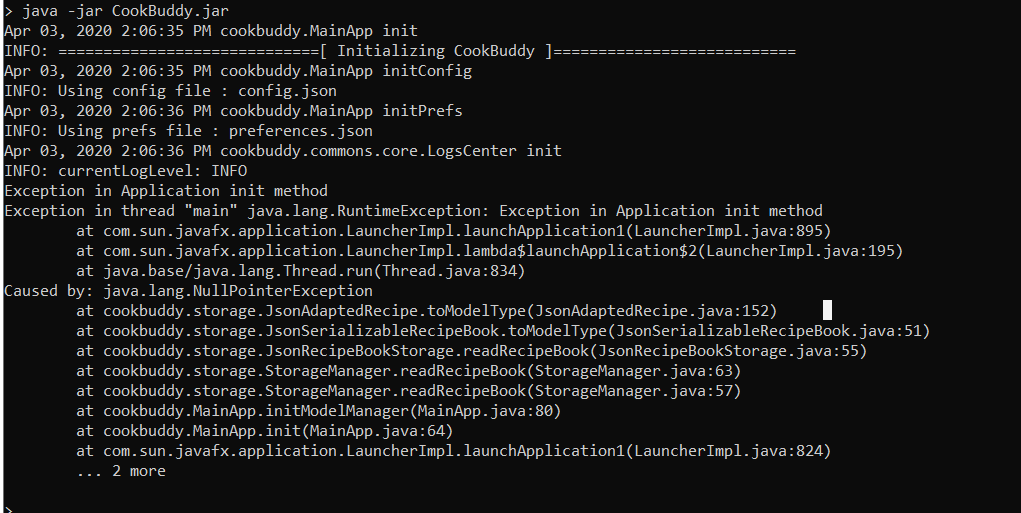 > java -jar CookBuddy.jar
Apr 03, 2020 2:06:35 PM cookbuddy.MainApp init
INFO: =============================[ Initializing CookBuddy ]===========================
Apr 03, 2020 2:06:35 PM cookbuddy.MainApp initConfig
INFO: Using config file : config.json
Apr 03, 2020 2:06:36 PM cookbuddy.MainApp initPrefs
INFO: Using prefs file : preferences.json
Apr 03, 2020 2:06:36 PM cookbuddy.commons.core.LogsCenter init
INFO: currentLogLevel: INFO
Exception in Application init method
Exception in thread "main" java.lang.RuntimeException: Exception in Application init method
        at com.sun.javafx.application.LauncherImpl.launchApplication1(LauncherImpl.java:895)
        at com.sun.javafx.application.LauncherImpl.lambda$launchApplication$2(LauncherImpl.java:195)
        at java.base/java.lang.Thread.run(Thread.java:834)
Caused by: java.lang.NullPointerException
        at cookbuddy.storage.JsonAdaptedRecipe.toModelType(JsonAdaptedRecipe.java:152)
        at cookbuddy.storage.JsonSerializableRecipeBook.toModelType(JsonSerializableRecipeBook.java:51)
        at cookbuddy.storage.JsonRecipeBookStorage.readRecipeBook(JsonRecipeBookStorage.java:55)
        at cookbuddy.storage.StorageManager.readRecipeBook(StorageManager.java:63)
        at cookbuddy.storage.StorageManager.readRecipeBook(StorageManager.java:57)
        at cookbuddy.MainApp.initModelManager(MainApp.java:80)
        at cookbuddy.MainApp.init(MainApp.java:64)
        at com.sun.javafx.application.LauncherImpl.launchApplication1(LauncherImpl.java:824)
        ... 2 more
>